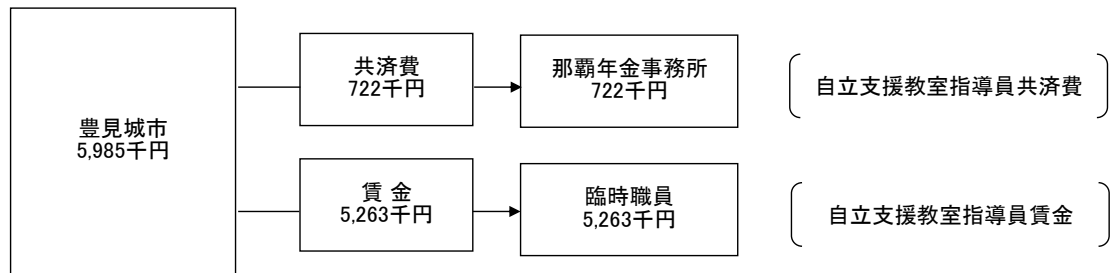 豊見城市
5,985千円
共済費
722千円
那覇年金事務所
722千円
自立支援教室指導員共済費
賃 金
5,263千円
臨時職員
5,263千円
自立支援教室指導員賃金